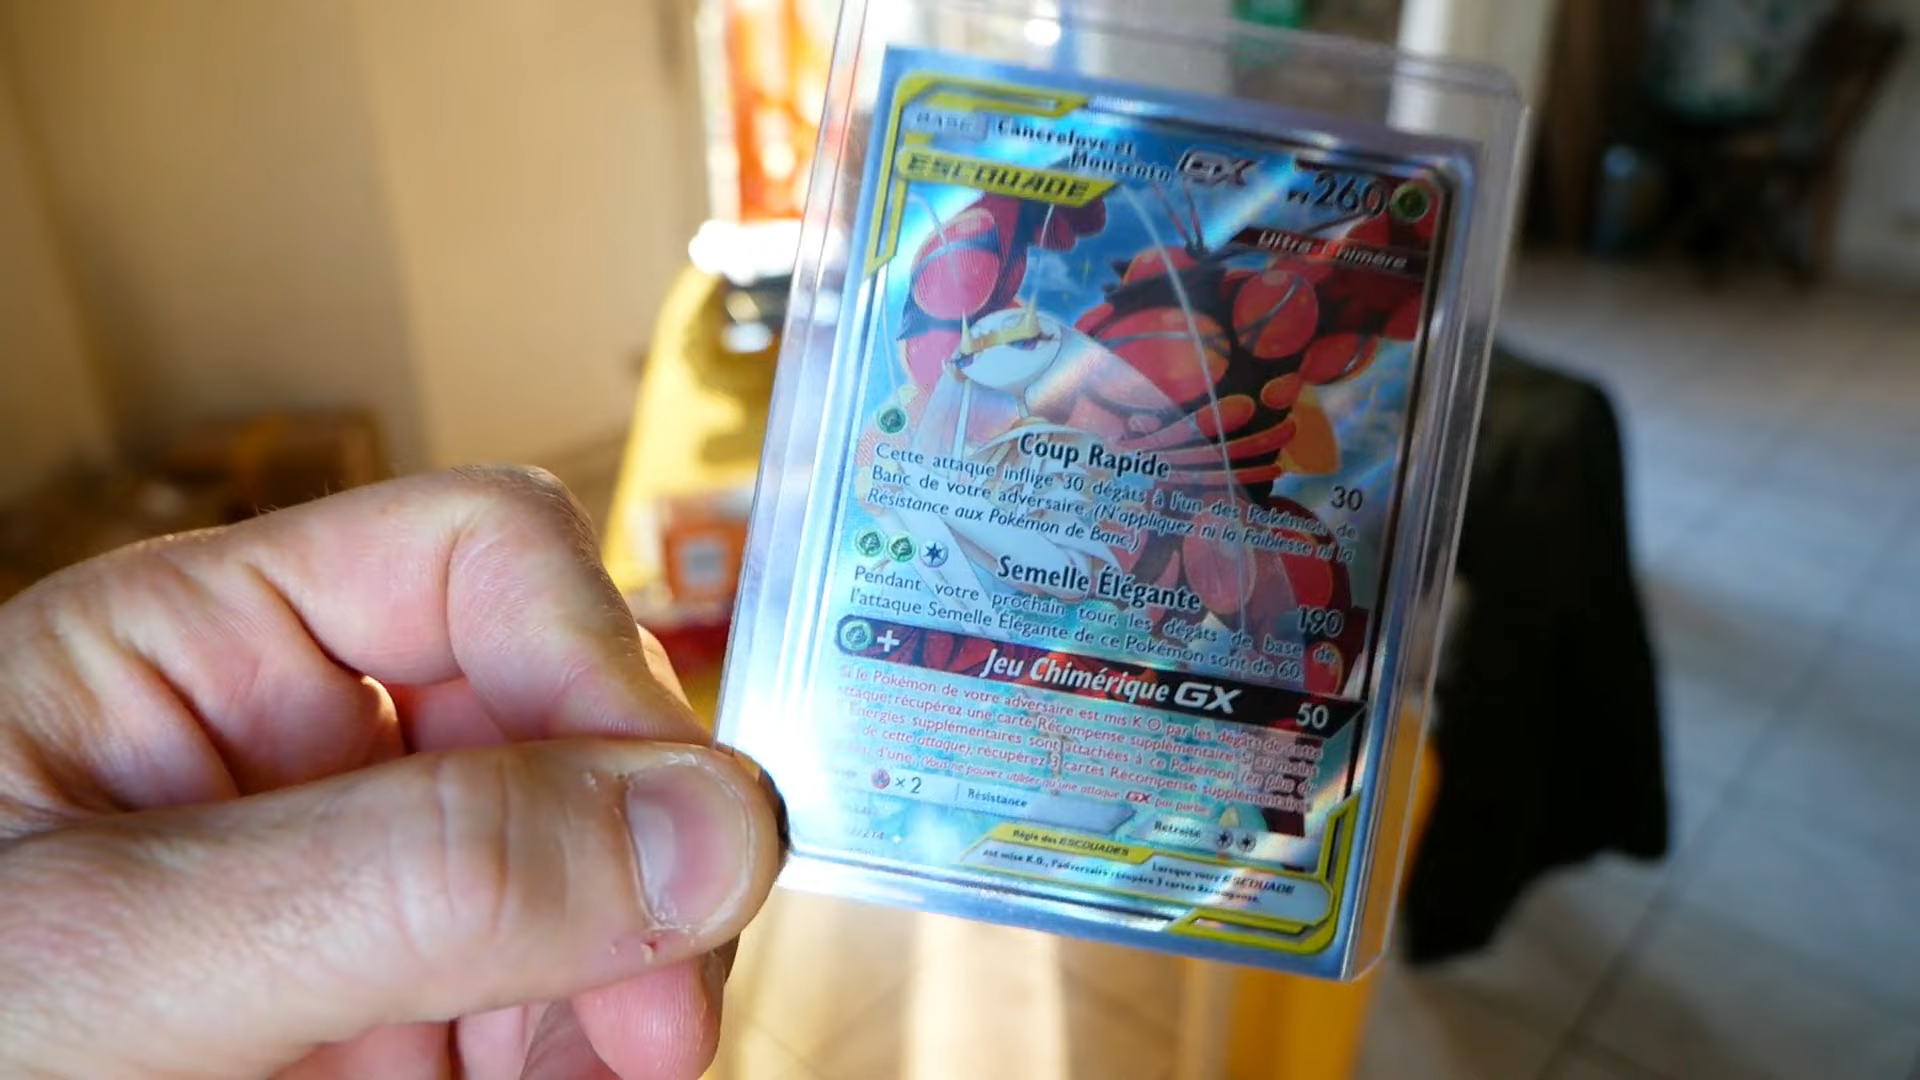 BASE
Cancrelove et
Mouscoto GX
ESCOUADE
PV 260
Ultra-Chimère
Coup Rapide
30
Cette attaque inflige 30 dégâts à l'un des Pokémon de
Banc de votre adversaire. (N'appliquez ni la Faiblesse ni la
Résistance aux Pokémon de Banc.)
Semelle Élégante
190
Pendant votre prochain tour, les dégâts de base de
l'attaque Semelle Élégante de ce Pokémon sont de 60.
+ Jeu Chimérique GX
50
Si le Pokémon de votre adversaire est mis K.O. par les dégâts de cette
attaque, récupérez une carte Récompense supplémentaire. Si au moins
Énergies supplémentaires sont attachées à ce Pokémon (en plus du
de cette attaque), récupérez 3 cartes Récompense supplémentaires
d'une. (Vous ne pouvez utiliser qu'une attaque GX par partie.)
×2
Résistance
Retraite
/214
Règle des ESCOUADES
Lorsque votre ESCOUADE
est mise K.O., l'adversaire récupère 3 cartes Récompense.